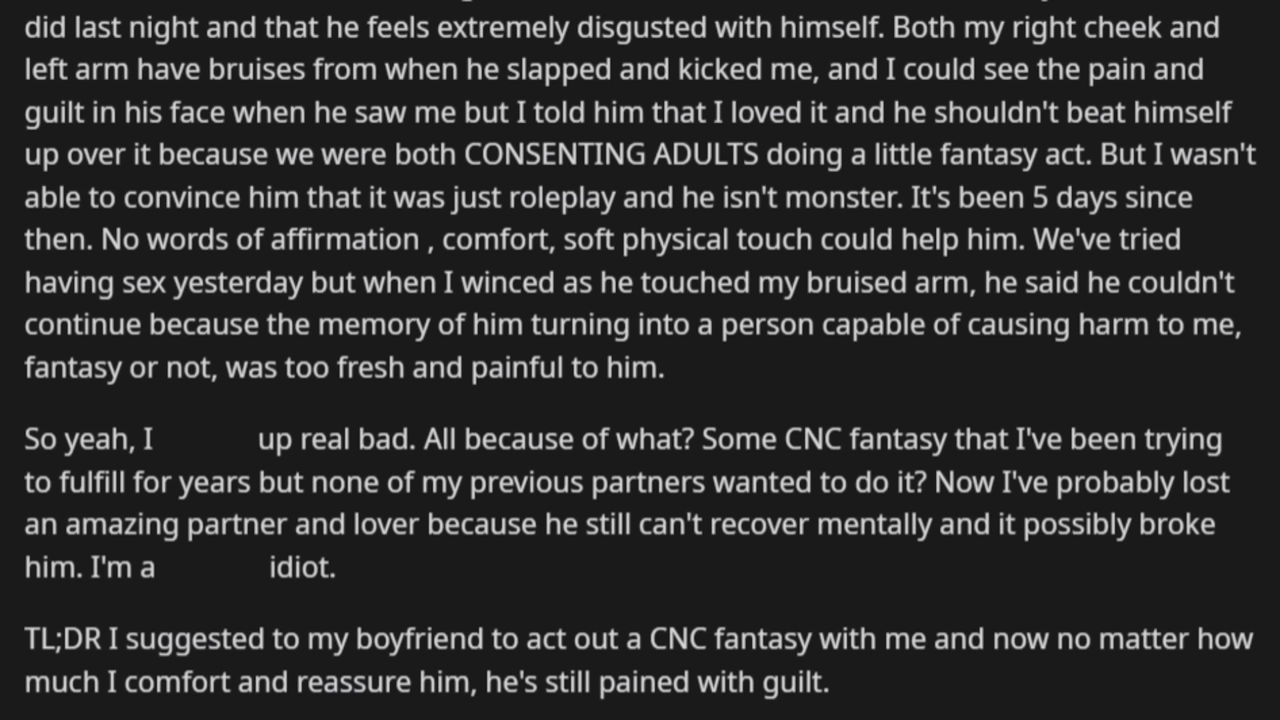 did last night and that he feels extremely disgusted with himself. Both my right cheek and
left arm have bruises from when he slapped and kicked me, and I could see the pain and
guilt in his face when he saw me but I told him that I loved it and he shouldn't beat himself
up over it because we were both CONSENTING ADULTS doing a little fantasy act. But I wasn't
able to convince him that it was just roleplay and he isn't monster. It's been 5 days since
then. No words of affirmation , comfort, soft physical touch could help him. We've tried
having sex yesterday but when I winced as he touched my bruised arm, he said he couldn't
continue because the memory of him turning into a person capable of causing harm to me,
fantasy or not, was too fresh and painful to him.
So yeah, I up real bad. All because of what? Some CNC fantasy that I've been trying
to fulfill for years but none of my previous partners wanted to do it? Now I've probably lost
an amazing partner and lover because he still can't recover mentally and it possibly broke
him. I'm a idiot.
TL;DR I suggested to my boyfriend to act out a CNC fantasy with me and now no matter how
much I comfort and reassure him, he's still pained with guilt.